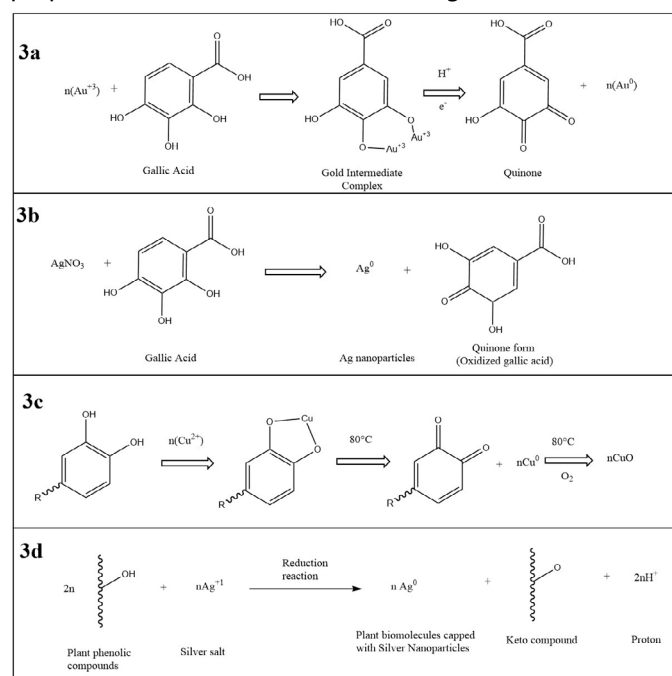 3a
n(Au+3) + HO OH OH O OH
Gallic Acid
HO O HO O O Au+3 Au+3
Gold Intermediate
Complex
H+
e-
HO O HO O O
Quinone
+ n(Au0)
3b
AgNO3 + HO OH OH O OH
Gallic Acid
Ag0 +
Ag nanoparticles
HO O OH O OH
Quinone form
(Oxidized gallic acid)
3c
OH OH R
n(Cu2+)
O Cu O R
80°C
O O R
+ nCu0
80°C
O2
nCuO
3d
2n OH + nAg+1
Plant phenolic
compounds
Silver salt
Reduction
reaction
n Ag0 + O + 2nH+
Plant biomolecules capped
with Silver Nanoparticles
Keto compound
Proton